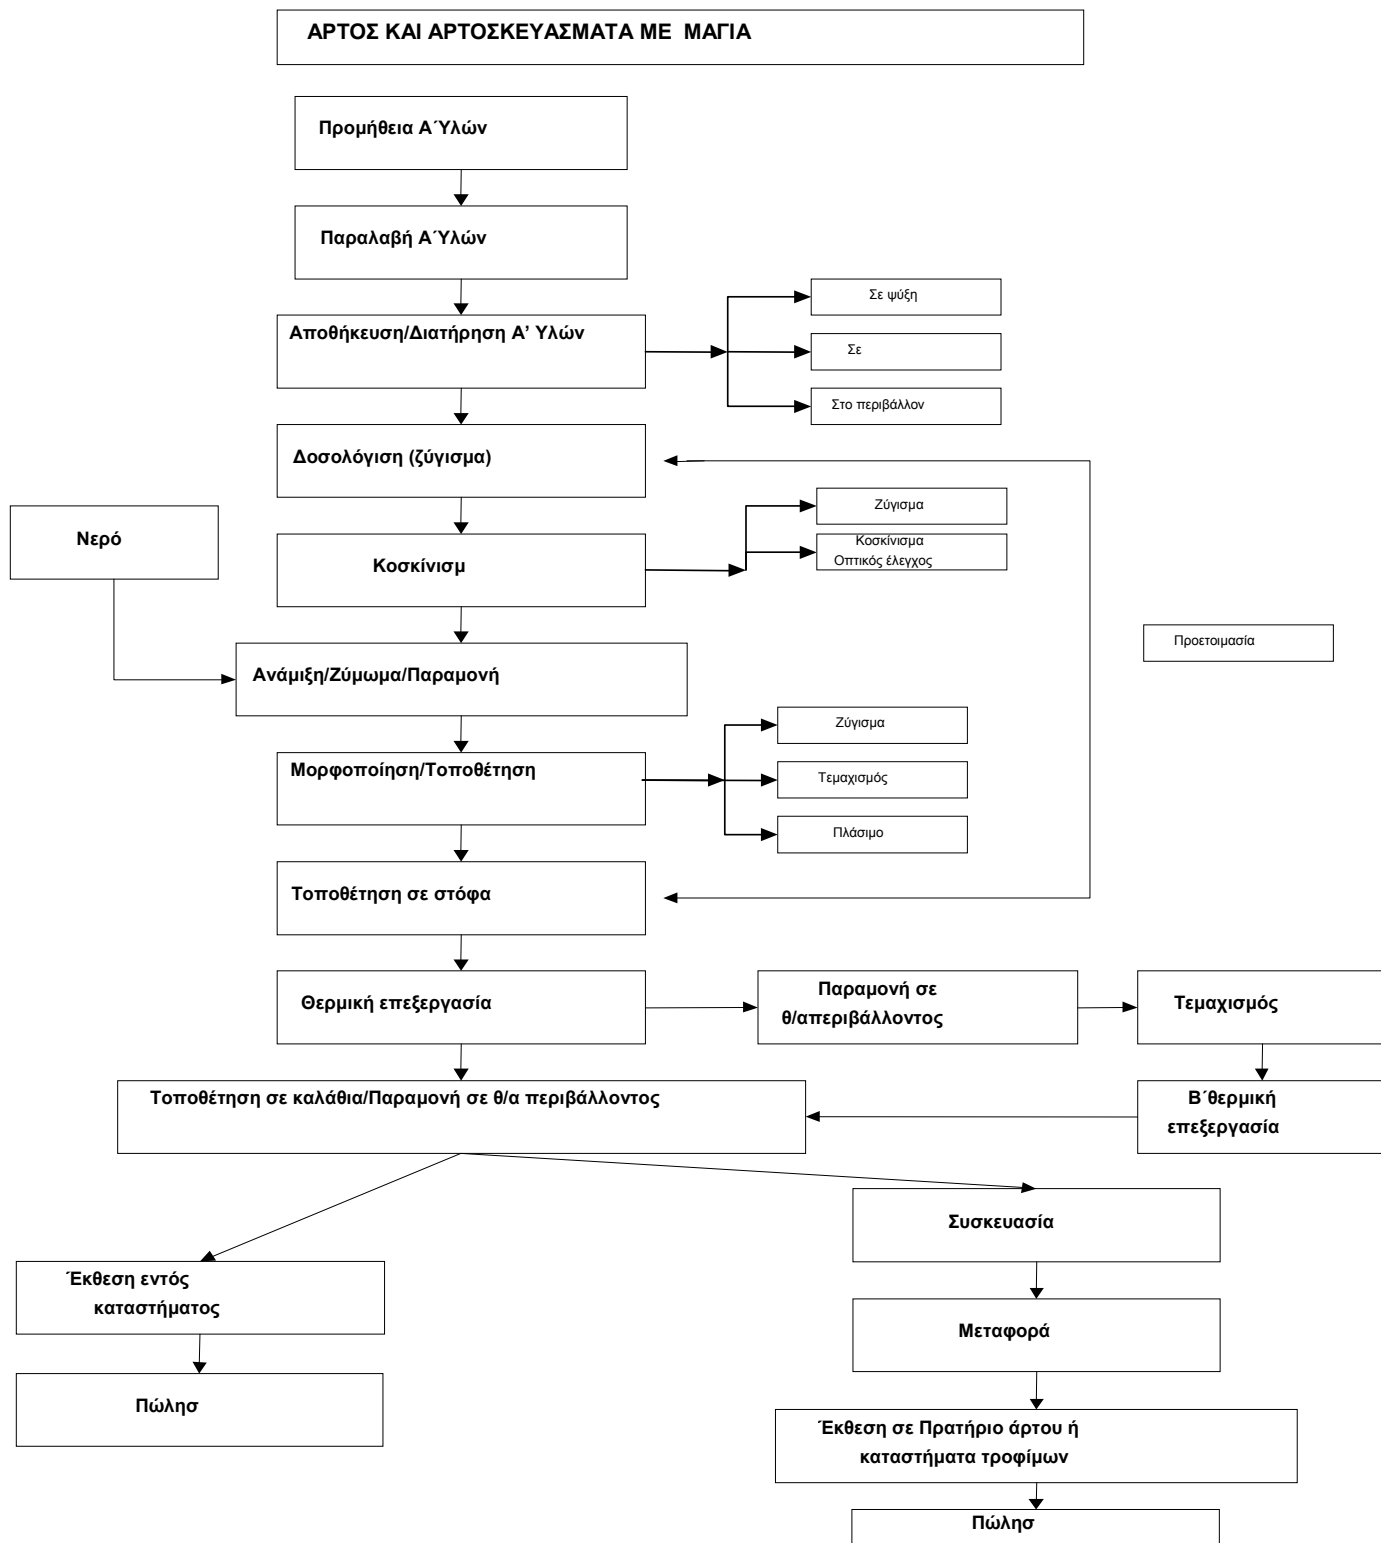 ΑΡΤΟΣ ΚΑΙ ΑΡΤΟΣΚΕΥΑΣΜΑΤΑ ΜΕ ΜΑΓΙΑ
Προμήθεια Α΄Υλών
Παραλαβή Α΄Υλών
Αποθήκευση/Διατήρηση Α' Υλών
Σε ψύξη
Σε
Στο περιβάλλον
Δοσολόγιση (ζύγισμα)
Νερό
Κοσκίνισμ
Ζύγισμα
Κοσκίνισμα
Οπτικός έλεγχος
Προετοιμασία
Ανάμιξη/Ζύμωμα/Παραμονή
Μορφοποίηση/Τοποθέτηση
Ζύγισμα
Τεμαχισμός
Πλάσιμο
Τοποθέτηση σε στόφα
Θερμική επεξεργασία
Παραμονή σε
θ/απεριβάλλοντος
Τεμαχισμός
Τοποθέτηση σε καλάθια/Παραμονή σε θ/α περιβάλλοντος
Β΄θερμική
επεξεργασία
Συσκευασία
Έκθεση εντός
καταστήματος
Μεταφορά
Πώλησ
Έκθεση σε Πρατήριο άρτου ή
καταστήματα τροφίμων
Πώλησ